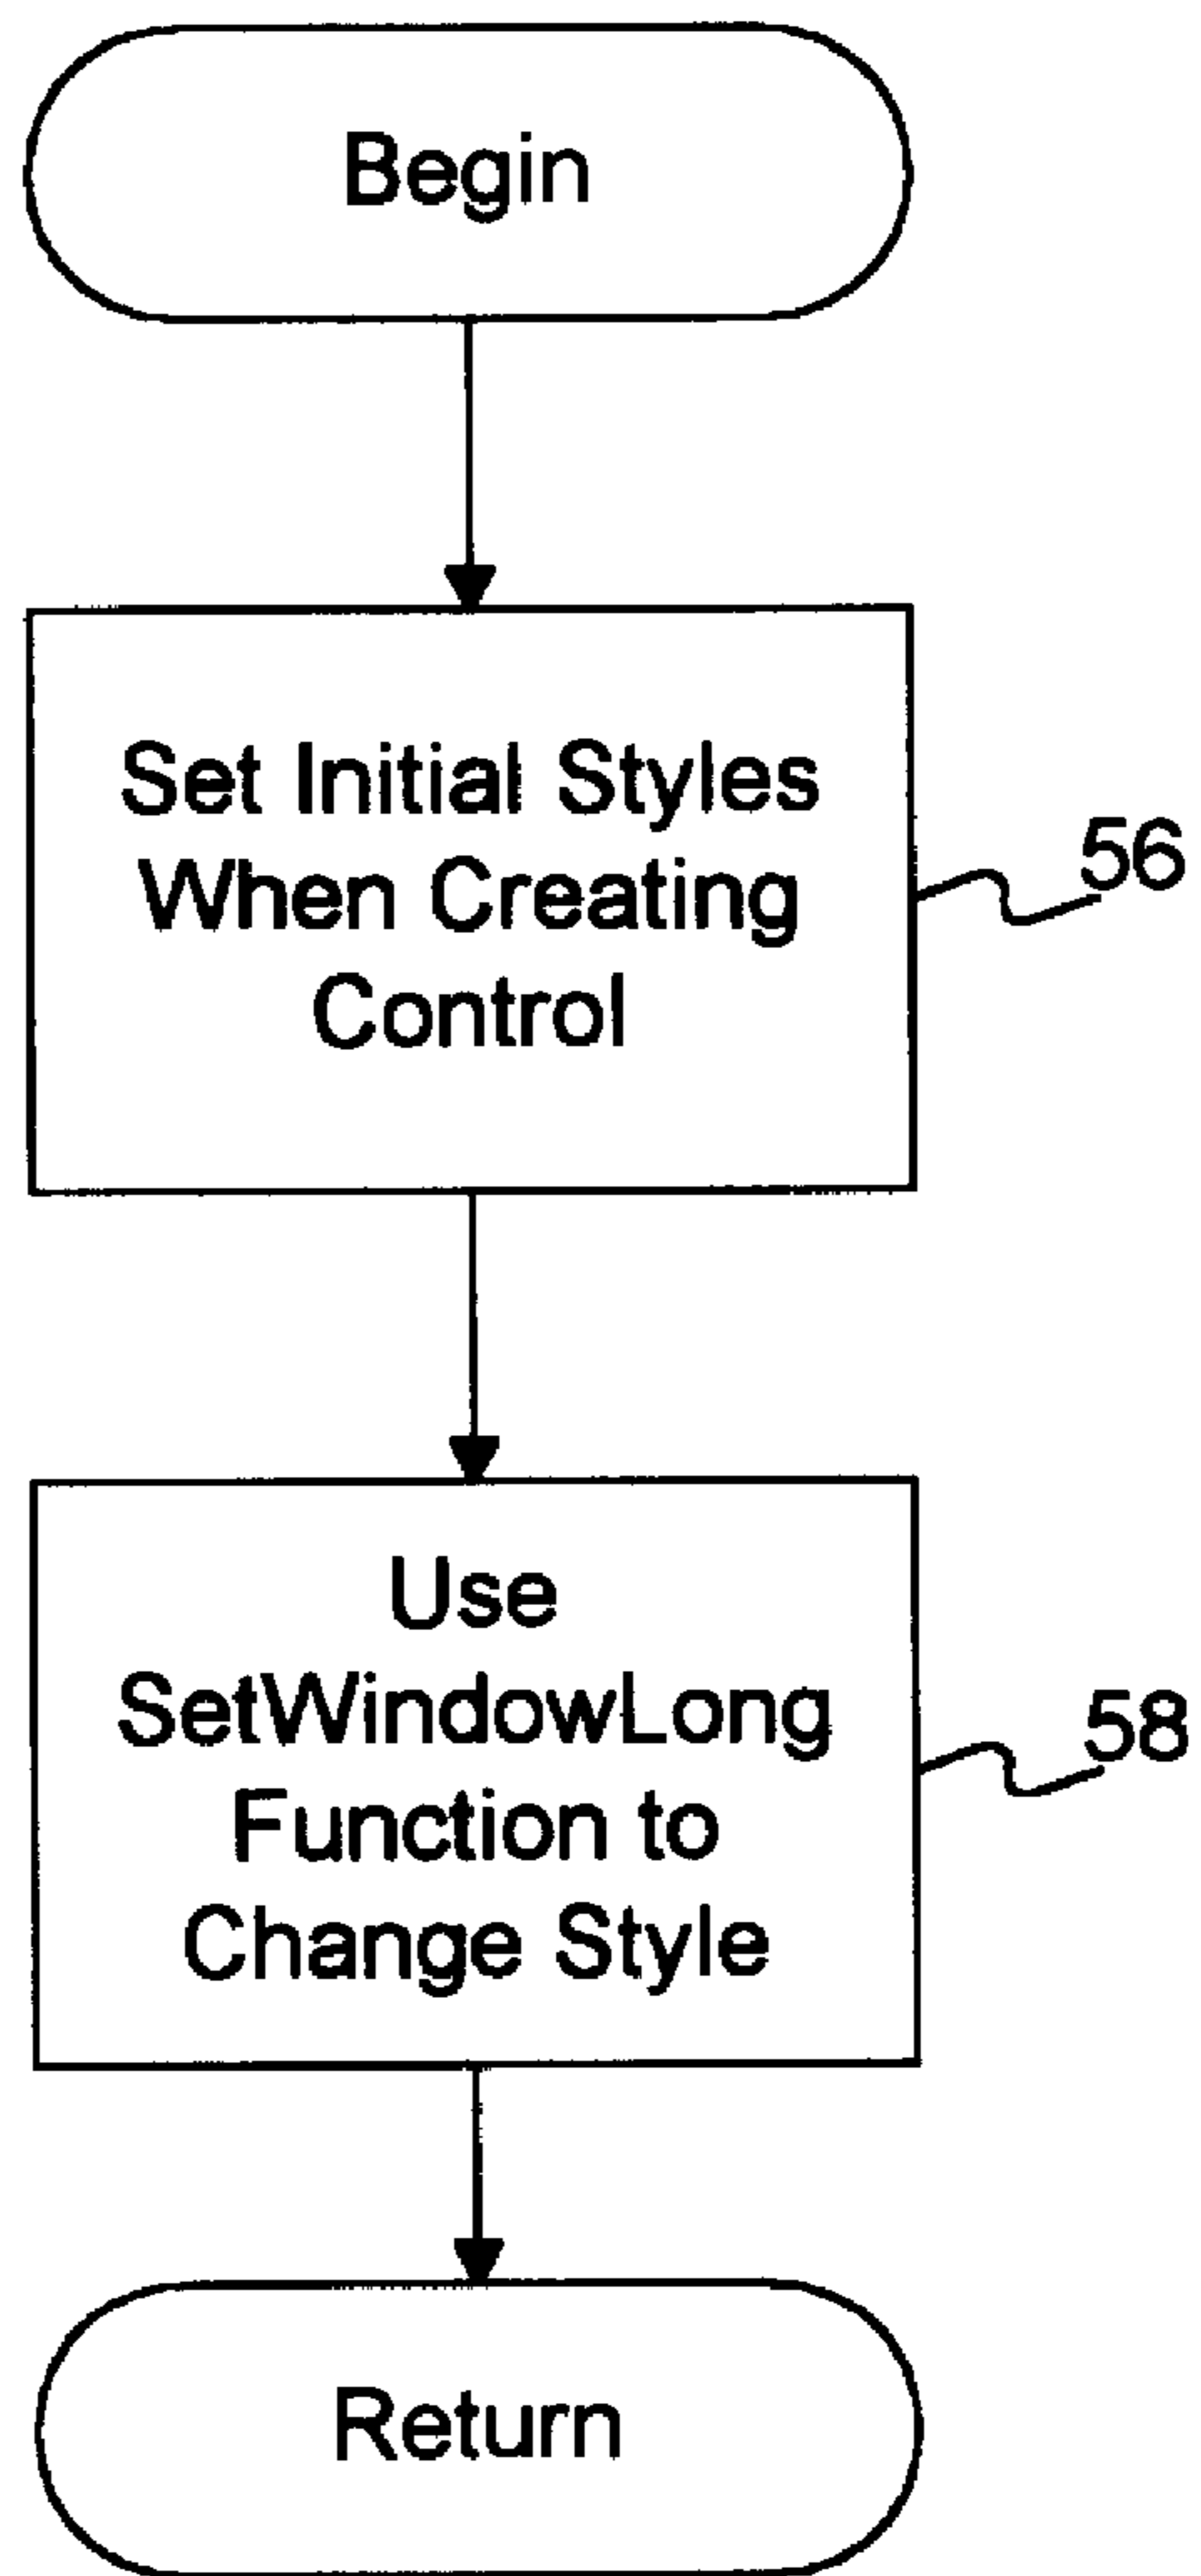 Begin
Set Initial Styles
When Creating
Control
56
Use
SetWindowLong
Function to
Change Style
58
Return